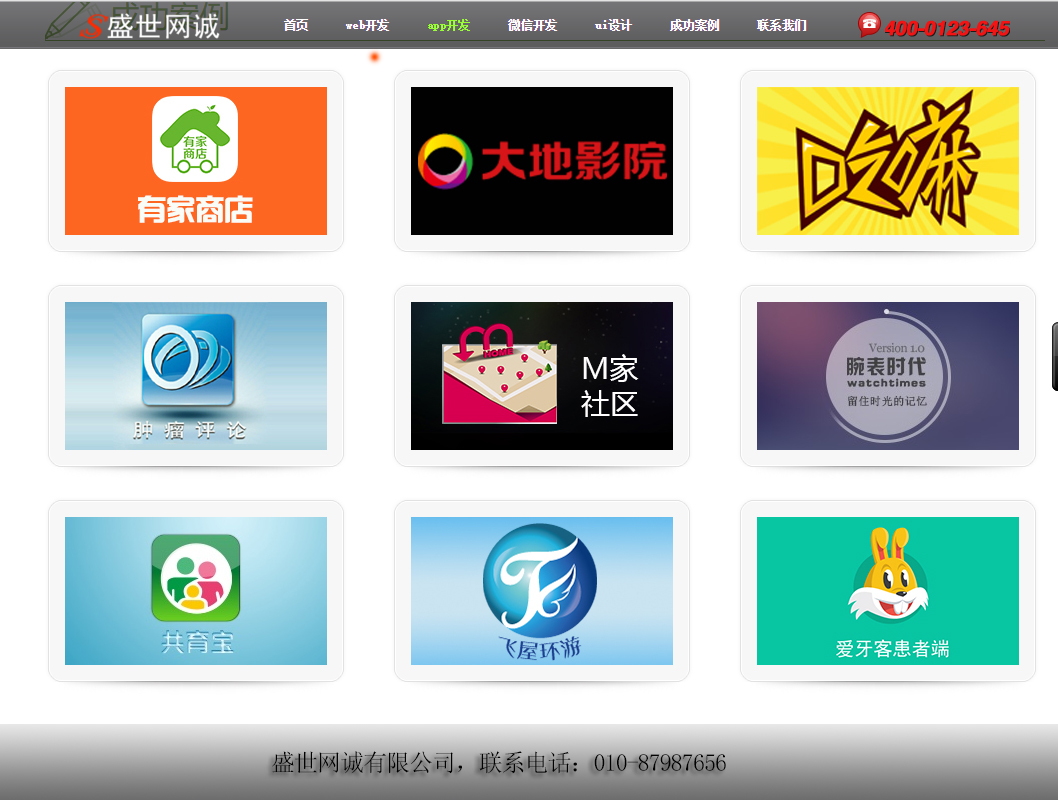 成功案例
盛世网诚
首页 web开发 app开发 微信开发 ui设计 成功案例 联系我们 400-0123-645
有家
商店
有家商店
大地影院
吃嘛
肿瘤评论
HOME
M家
社区
Version 1.0
腕表时代
watchtimes
留住时光的记忆
共育宝
飞屋环游
爱牙客患者端
盛世网诚有限公司，联系电话：010-87987656